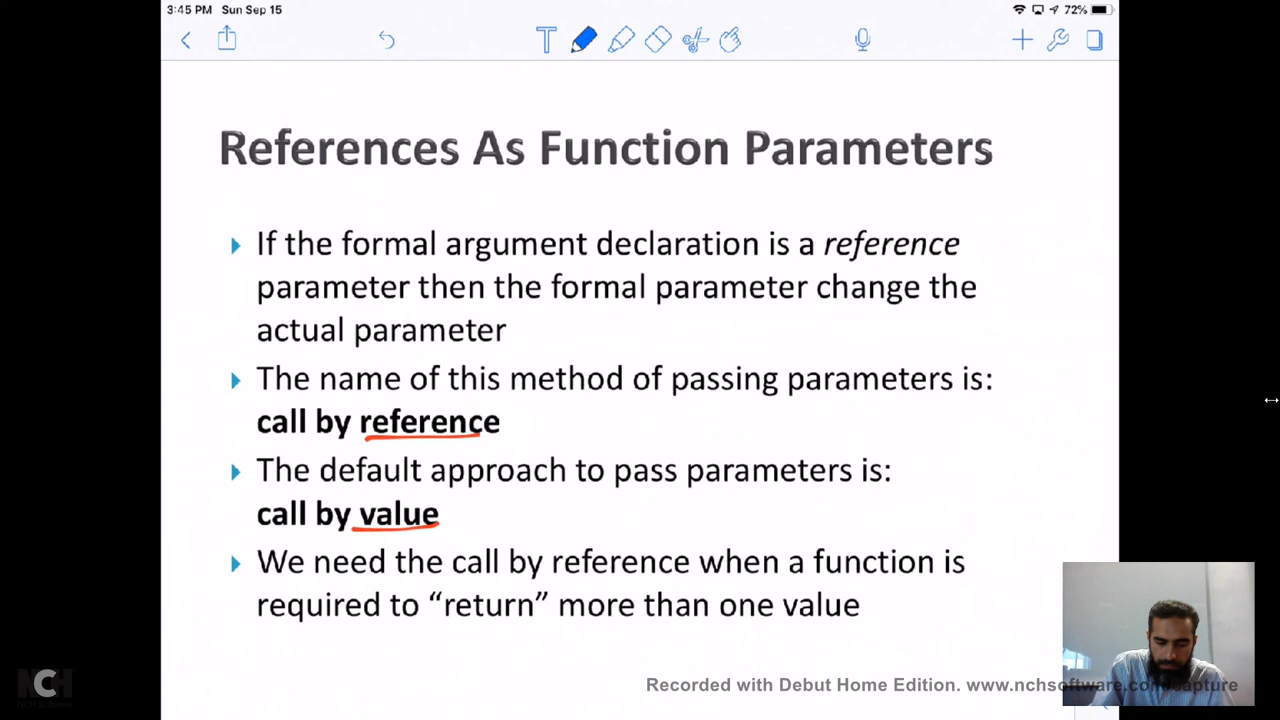 3:45 PM Sun Sep 15
72%
T
References As Function Parameters
If the formal argument declaration is a reference
parameter then the formal parameter change the
actual parameter
The name of this method of passing parameters is:
call by reference
The default approach to pass parameters is:
call by value
We need the call by reference when a function is
required to “return” more than one value
NCH
NCH Software
Recorded with Debut Home Edition. www.nchsoftware.com/capture